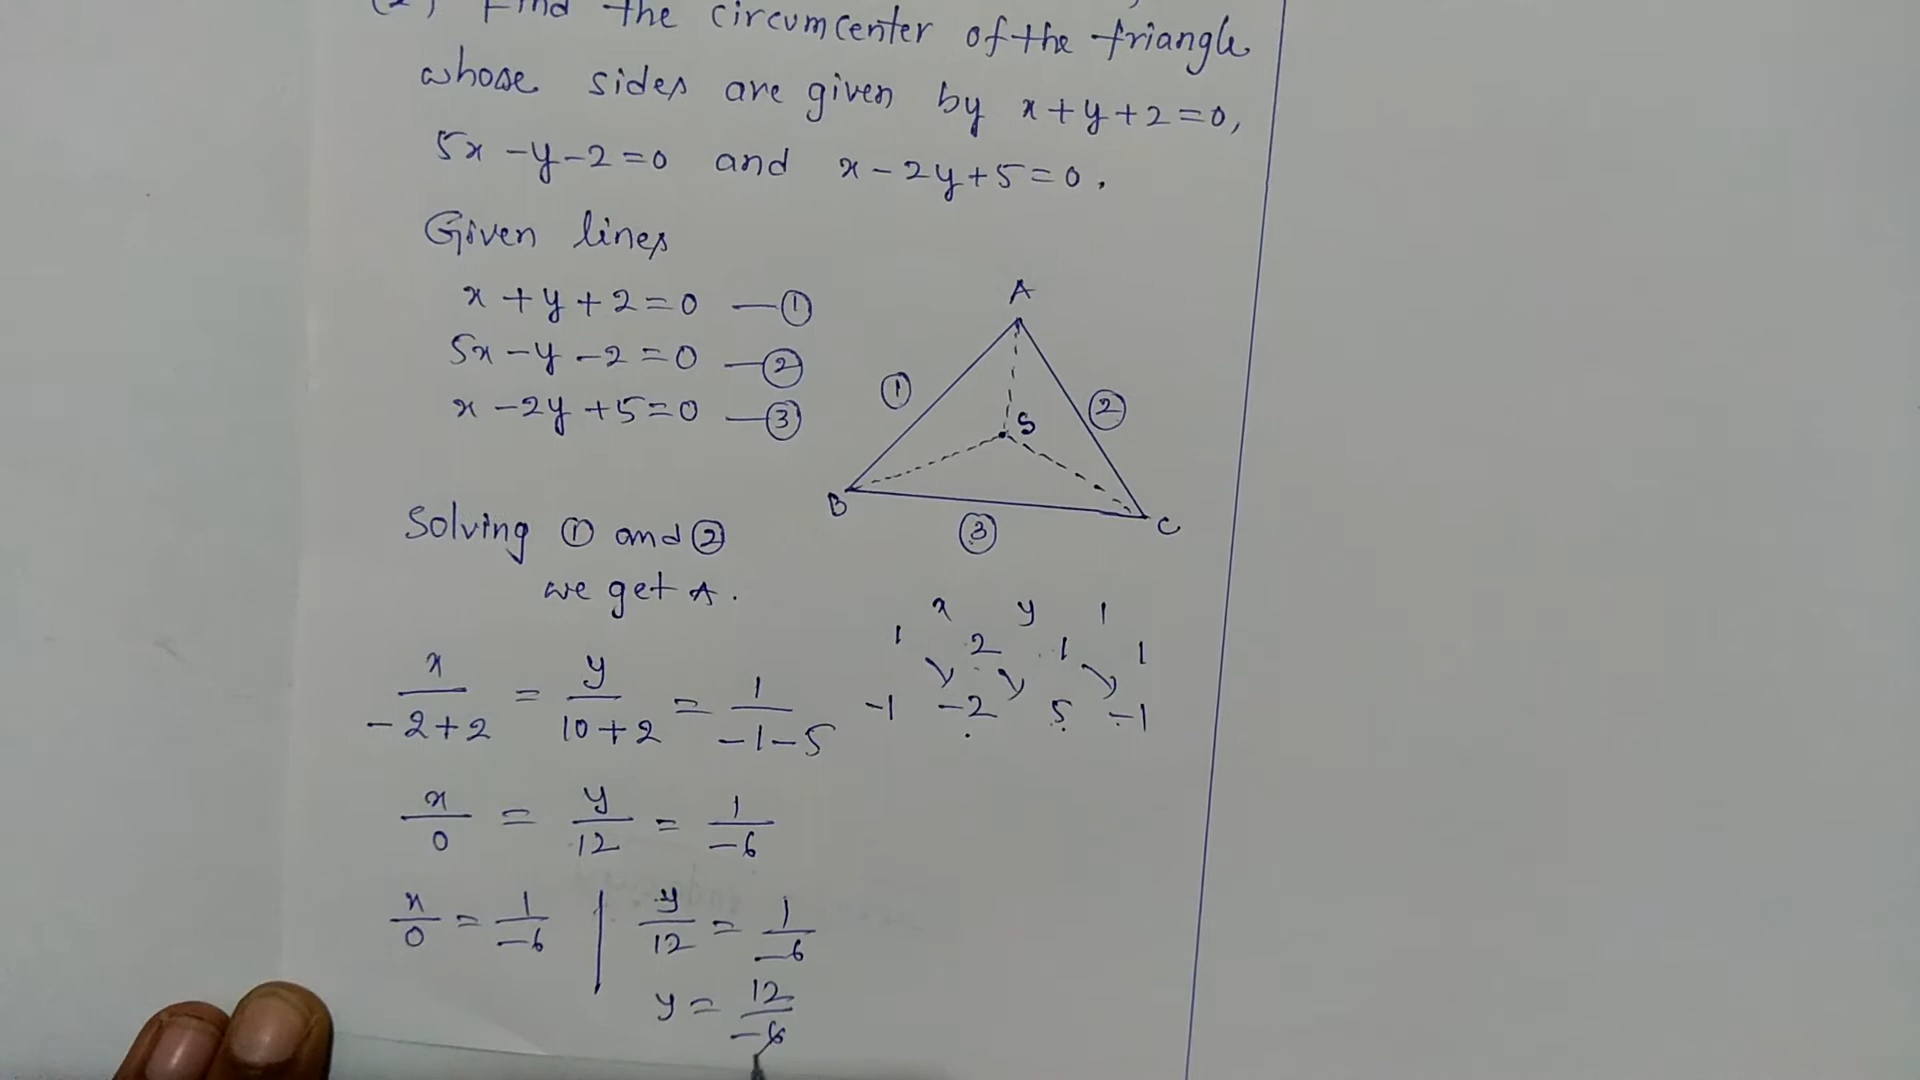 (2) Find the circumcenter of the triangle
whose sides are given by x+y+2=0,
5x-y-2=0 and x-2y+5=0.
Given lines
x+y+2=0 —①
5x-y-2=0 —②
x-2y+5=0 —③
A
①
②
S
B
C
③
Solving ① and ②
we get A.
x y 1
1 2 1 1
-1 -2 5 -1
x/(-2+2) = y/(10+2) = 1/(-1-5)
x/0 = y/12 = 1/-6
x/0 = 1/-6 | y/12 = 1/-6
y = 12/-6